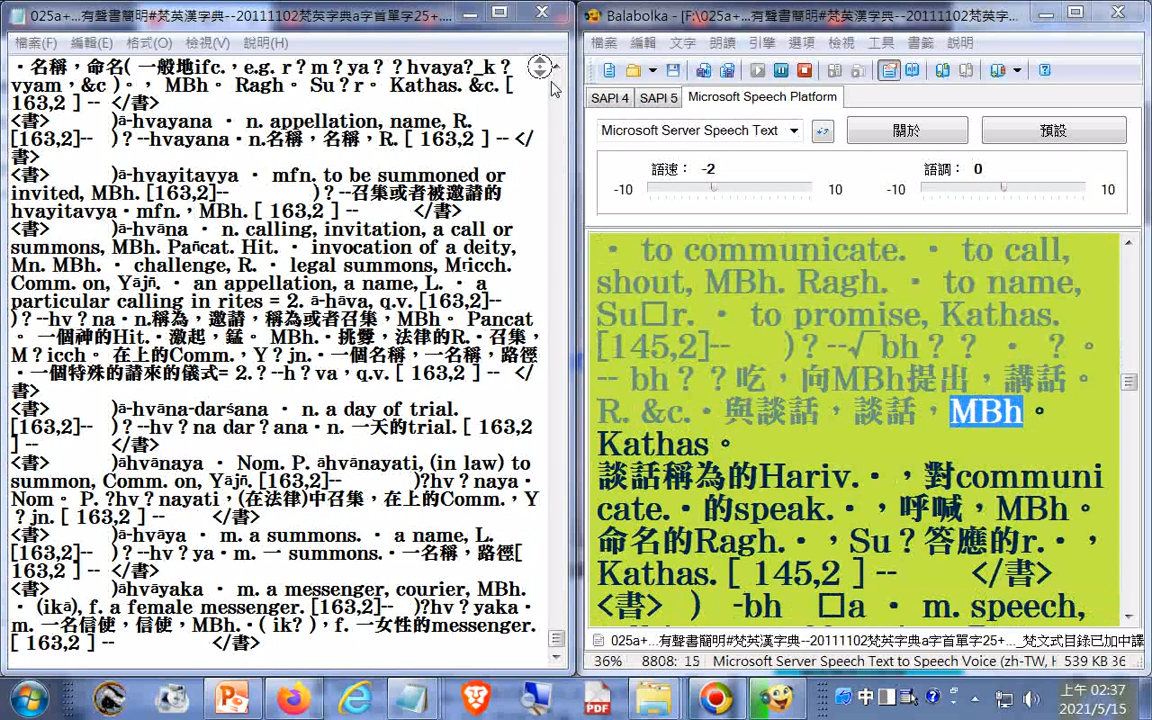 025a+...有聲書簡明#梵英漢字典--20111102梵英字典a字首單字25+...
檔案(F) 編輯(E) 格式(O) 檢視(V) 說明(H)
・名稱，命名( 一般地ifc.，e.g. r？m？ya？？hvaya?_k？
vyam，&c )。， MBh。 Ragh。 Su？r。 Kathas. &c. [
163,2] -- </書>
<書> )ā-hvayana ・ n. appellation, name, R.
[163,2]-- )？--hvayana・n.名稱，名稱，R. [ 163,2 ] -- </
書>
<書> )ā-hvayitavya ・ mfn. to be summoned or
invited, MBh. [163,2]-- )？--召集或者被邀請的
hvayitavya・mfn.，MBh. [ 163,2 ] -- </書>
<書> )ā-hvāna ・ n. calling, invitation, a call or
summons, MBh. Pañcat. Hit. ・ invocation of a deity,
Mn. MBh. ・ challenge, R. ・ legal summons, Mricch.
Comm. on, Yājñ. ・ an appellation, a name, L. ・ a
particular calling in rites = 2. ā-hāva, q.v. [163,2]--
)？--hv？na・n.稱為，邀請，稱為或者召集，MBh。 Pancat
。 一個神的Hit.・激起，錳。 MBh.・挑釁，法律的R.・召集，
M？icch。 在上的Comm.，Y？jn.・一個名稱，一名稱，路徑
・一個特殊的請來的儀式= 2.？--h？va，q.v. [ 163,2 ] -- </
書>
<書> )ā-hvāna-darśana ・ n. a day of trial.
[163,2]-- )？--hv？na dar？ana・n. 一天的trial. [ 163,2
] -- </書>
<書> )āhvānaya ・ Nom. P. āhvānayati, (in law) to
summon, Comm. on, Yājñ. [163,2]-- )?hv？naya・
Nom。 P. ?hv？nayati，(在法律)中召集，在上的Comm.，Y
？jn. [ 163,2 ] -- </書>
<書> )ā-hvāya ・ m. a summons. ・ a name, L.
[163,2]-- )？--hv？ya・m. 一 summons.・一名稱，路徑[
163,2 ] -- </書>
<書> )āhvāyaka ・ m. a messenger, courier, MBh.
・ (ikā), f. a female messenger. [163,2]-- )?hv？yaka・
m. 一名信使，信使，MBh.・( ik？)，f. 一女性的messenger.
[ 163,2 ] -- </書>
Balabolka - [F:\025a+...有聲書簡明#梵英漢字典--20111102梵英字...
檔案 編輯 文字 朗讀 引擎 選項 檢視 工具 書籤 說明
SAPI 4 SAPI 5 Microsoft Speech Platform
Microsoft Server Speech Text 關於 預設
語速： -2 語調： 0
-10 10 -10 10
・ to communicate. ・ to call,
shout, MBh. Ragh. ・ to name,
Su□r. ・ to promise, Kathas.
[145,2]-- )？--√ bh？？ ・ ？。
-- bh？？吃，向MBh提出，講話。
R. &c.・與談話，談話，MBh。
Kathas。
談話稱為的Hariv.・，對communi
cate.・的speak.・，呼喊，MBh。
命名的Ragh.・，Su？答應的r.・，
Kathas. [ 145,2 ] -- </書>
<書> ) -bh □a ・ m. speech,
025a+...有聲書簡明#梵英漢字典--20111102梵英字典a字首單字25+..._梵文式目錄已加中譯
36% 8808: 15 Microsoft Server Speech Text to Speech Voice (zh-TW, H 539 KB 36
中
上午 02:37
2021/5/15